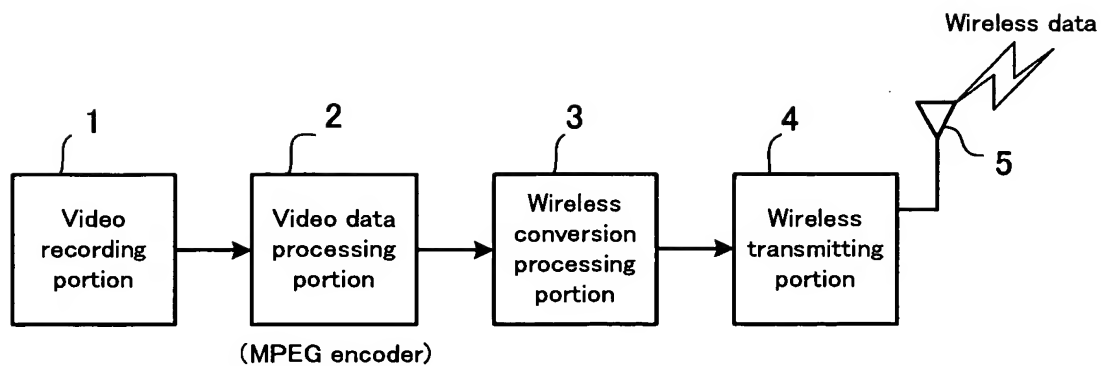 Wireless data
1
2
3
4
5
Video
recording
portion
Video data
processing
portion
Wireless
conversion
processing
portion
Wireless
transmitting
portion
(MPEG encoder)